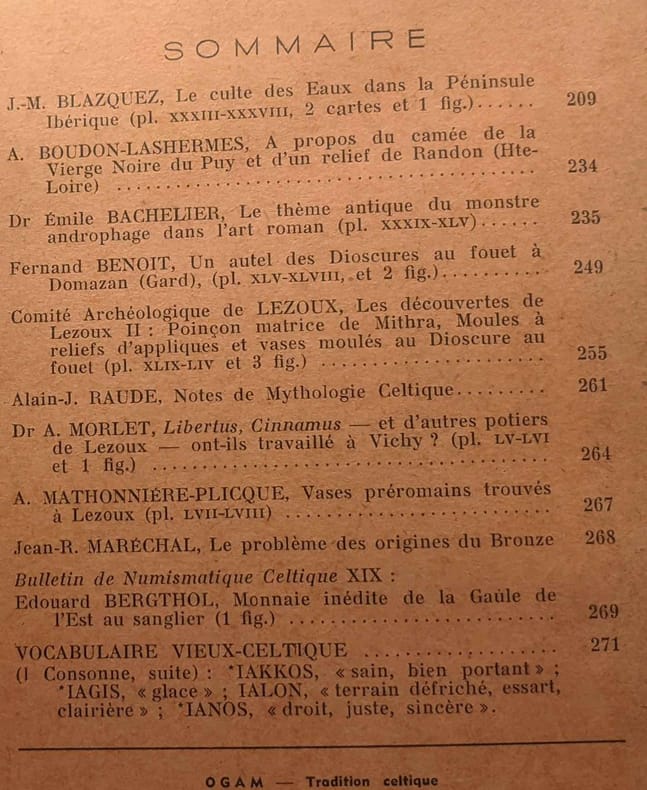 SOMMAIRE
J.-M. BLAZQUEZ, Le culte des Eaux dans la Péninsule
Ibérique (pl. XXXIII-XXXVIII, 2 cartes et 1 fig.)...... 209
A. BOUDON-LASHERMES, A propos du camée de la
Vierge Noire du Puy et d'un relief de Randon (Hte-
Loire) .................................... 234
Dr Émile BACHELIER, Le thème antique du monstre
androphage dans l'art roman (pl. XXXIX-XLV)...... 235
Fernand BENOIT, Un autel des Dioscures au fouet à
Domazan (Gard), (pl. XLV-XLVIII, et 2 fig.).......... 249
Comité Archéologique de LEZOUX, Les découvertes de
Lezoux II : Poinçon matrice de Mithra, Moules à
reliefs d'appliques et vases moulés au Dioscure au
fouet (pl. XLIX-LIV et 3 fig.) ..................... 255
Alain-J. RAUDE, Notes de Mythologie Celtique......... 261
Dr A. MORLET, Libertus, Cinnamus — et d'autres potiers
de Lezoux — ont-ils travaillé à Vichy ? (pl. LV-LVI
et 1 fig.) .................................... 264
A. MATHONNIÉRE-PLICQUE, Vases préromains trouvés
à Lezoux (pl. LVII-LVIII) ......................... 267
Jean-R. MARÉCHAL, Le problème des origines du Bronze 268
Bulletin de Numismatique Celtique XIX :
Edouard BERGTHOL, Monnaie inédite de la Gaule de
l'Est au sanglier (1 fig.) ......................... 269
VOCABULAIRE VIEUX-CELTIQUE .................. 271
(I Consonne, suite) : *IAKKOS, « sain, bien portant » ;
*IAGIS, « glace » ; IALON, « terrain défriché, essart,
clairière » ; *IANOS, « droit, juste, sincère ».
OGAM — Tradition celtique